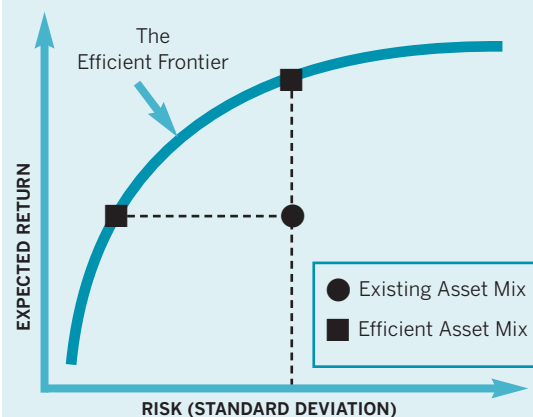 The
Efficient Frontier
EXPECTED RETURN
Existing Asset Mix
Efficient Asset Mix
RISK (STANDARD DEVIATION)